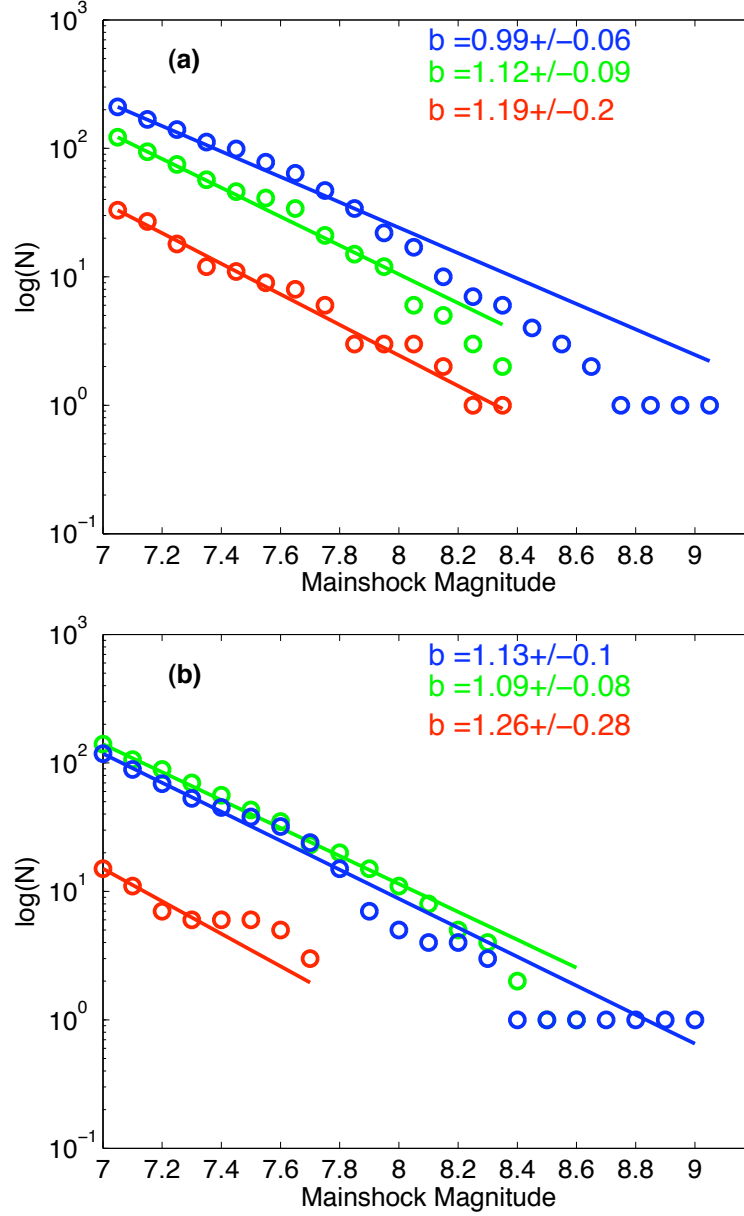 10^3
(a)
b =0.99+/−0.06
b =1.12+/−0.09
b =1.19+/−0.2
10^2
log(N)
10^1
10^0
10^−1
7 7.2 7.4 7.6 7.8 8 8.2 8.4 8.6 8.8 9
Mainshock Magnitude
10^3
(b)
b =1.13+/−0.1
b =1.09+/−0.08
b =1.26+/−0.28
10^2
log(N)
10^1
10^0
10^−1
7 7.2 7.4 7.6 7.8 8 8.2 8.4 8.6 8.8 9
Mainshock Magnitude